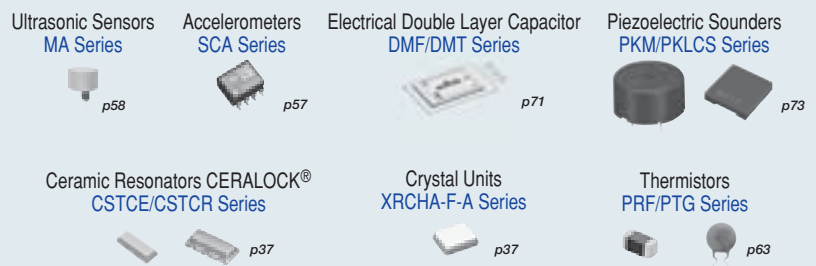 Ultrasonic Sensors
MA Series
p58
Accelerometers
SCA Series
p57
Electrical Double Layer Capacitor
DMF/DMT Series
p71
Piezoelectric Sounders
PKM/PKLCS Series
p73
Ceramic Resonators CERALOCK®
CSTCE/CSTCR Series
p37
Crystal Units
XRCHA-F-A Series
p37
Thermistors
PRF/PTG Series
p63